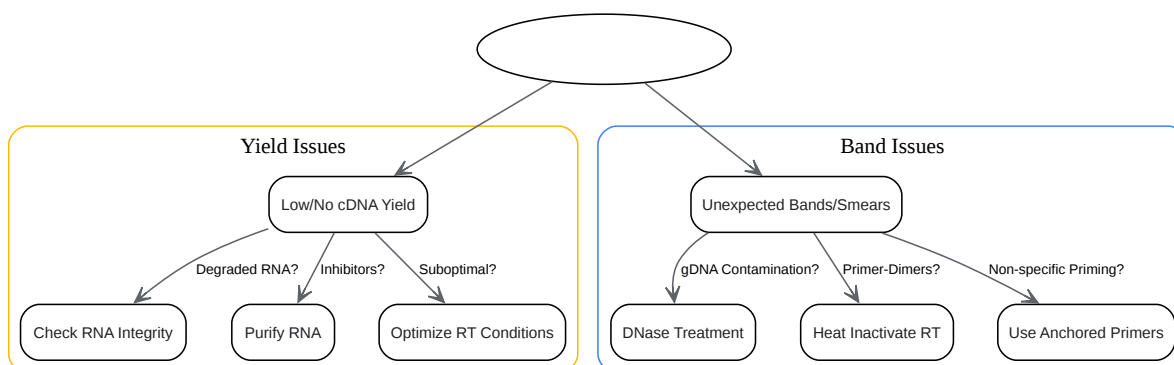 Yield Issues
Band Issues
Low/No cDNA Yield
Unexpected Bands/Smears
Degraded RNA?
Inhibitors?
Suboptimal?
gDNA Contamination?
Primer-Dimers?
Non-specific Priming?
Check RNA Integrity
Purify RNA
Optimize RT Conditions
DNase Treatment
Heat Inactivate RT
Use Anchored Primers